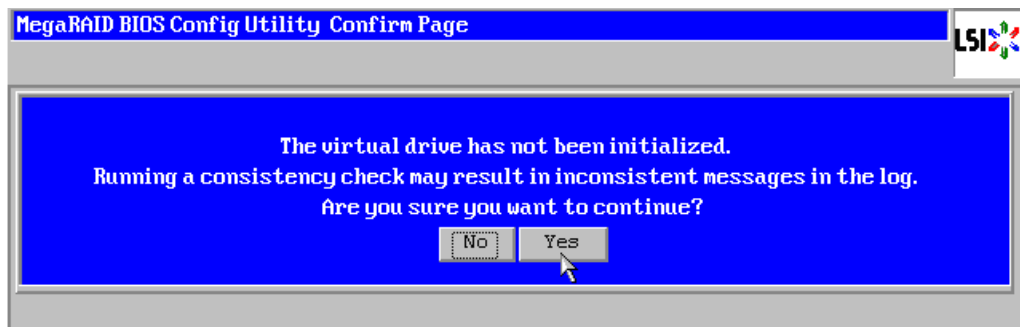 MegaRAID BIOS Config Utility Confirm Page
LSI
The virtual drive has not been initialized.
Running a consistency check may result in inconsistent messages in the log.
Are you sure you want to continue?
No Yes